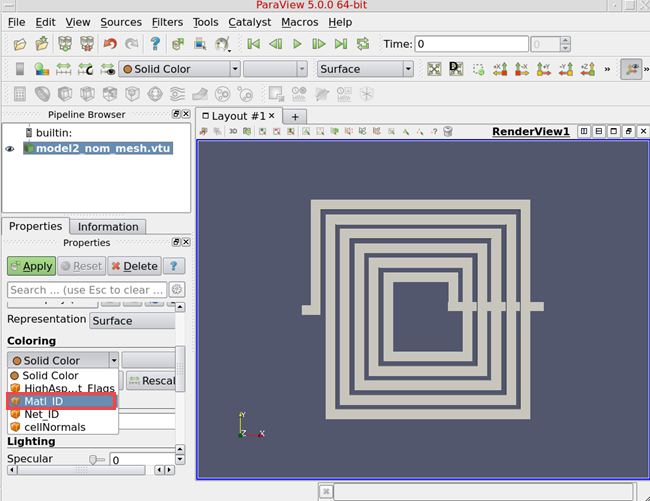 ParaView 5.0.0 64-bit
File Edit View Sources Filters Tools Catalyst Macros Help
Time: 0 0
Solid Color Surface
Pipeline Browser
builtin:
model2_nom_mesh.vtu
Layout #1
RenderView1
Properties Information
Properties
Apply Reset Delete ?
Search ... (use Esc to clear ...
Representation Surface
Coloring
Solid Color
Solid Color
HighAsp...t_Flags
Rescal
Matl_ID
Net_ID
cellNormals
Lighting
Specular 0
Y
Z X